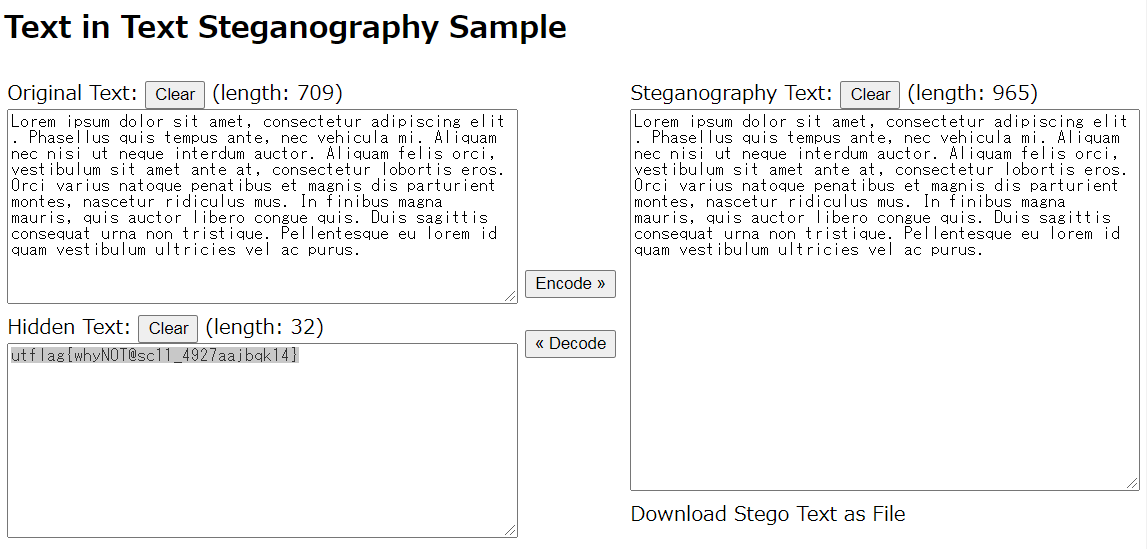 Text in Text Steganography Sample
Original Text: Clear (length: 709)
Lorem ipsum dolor sit amet, consectetur adipiscing elit
. Phasellus quis tempus ante, nec vehicula mi. Aliquam
nec nisi ut neque interdum auctor. Aliquam felis orci,
vestibulum sit amet ante at, consectetur lobortis eros.
Orci varius natoque penatibus et magnis dis parturient
montes, nascetur ridiculus mus. In finibus magna
mauris, quis auctor libero congue quis. Duis sagittis
consequat urna non tristique. Pellentesque eu lorem id
quam vestibulum ultricies vel ac purus.
Encode »
Hidden Text: Clear (length: 32)
« Decode
utflag{whyNOT@sc11_4927aajbqk14}
Steganography Text: Clear (length: 965)
Lorem ipsum dolor sit amet, consectetur adipiscing elit
. Phasellus quis tempus ante, nec vehicula mi. Aliquam
nec nisi ut neque interdum auctor. Aliquam felis orci,
vestibulum sit amet ante at, consectetur lobortis eros.
Orci varius natoque penatibus et magnis dis parturient
montes, nascetur ridiculus mus. In finibus magna
mauris, quis auctor libero congue quis. Duis sagittis
consequat urna non tristique. Pellentesque eu lorem id
quam vestibulum ultricies vel ac purus.
Download Stego Text as File